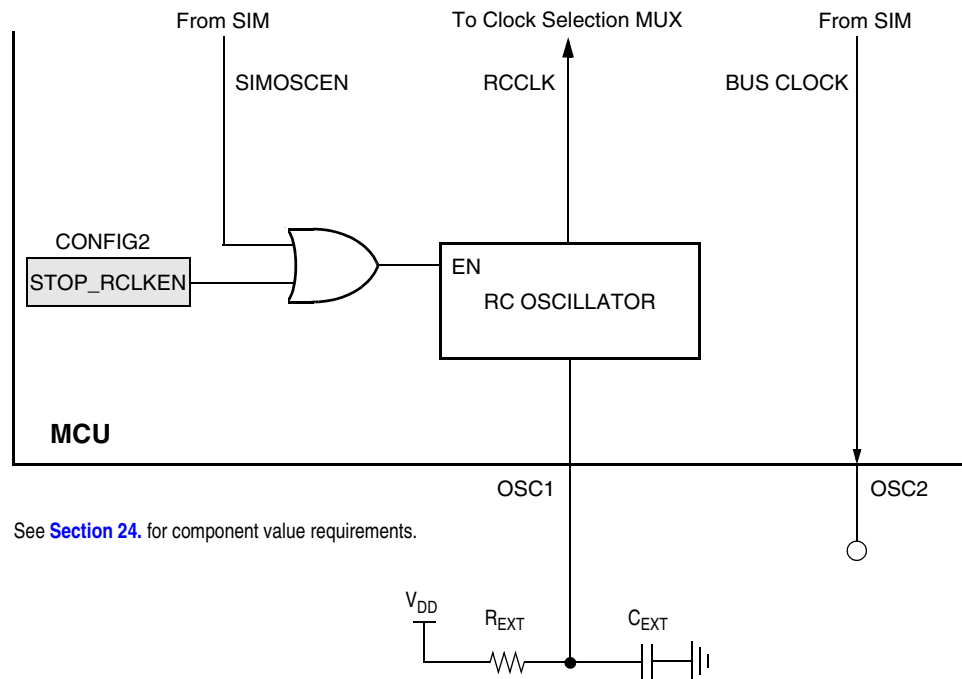 From SIM
To Clock Selection MUX
From SIM
SIMOSCEN
RCCLK
BUS CLOCK
CONFIG2
STOP_RCLKEN
EN
RC OSCILLATOR
MCU
OSC1
OSC2
See Section 24. for component value requirements.
VDD
REXT
CEXT